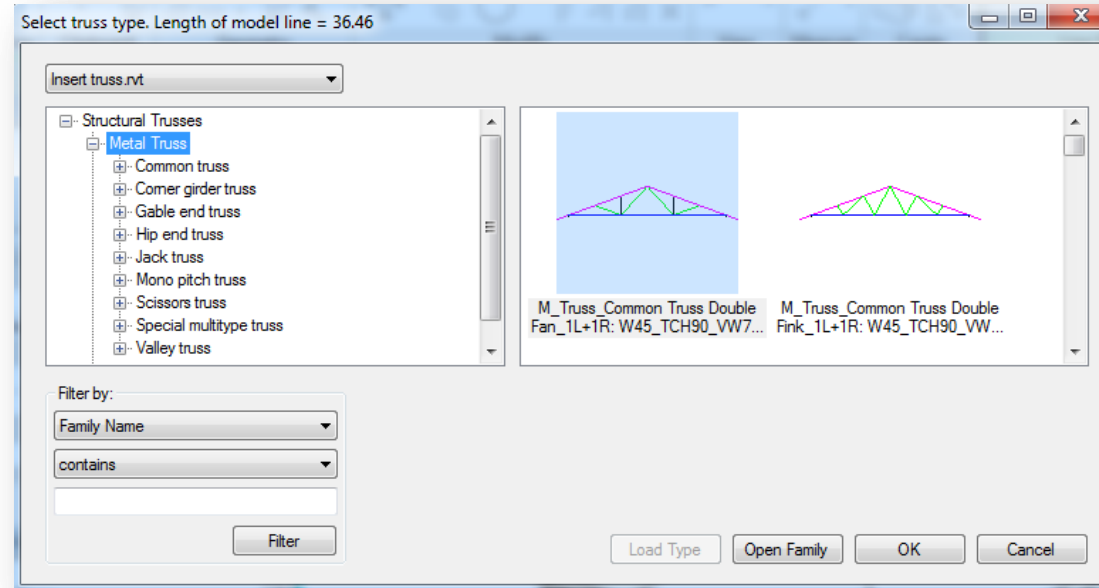 Select truss type. Length of model line = 36.46
Insert truss.rvt
Structural Trusses
Metal Truss
Common truss
Corner girder truss
Gable end truss
Hip end truss
Jack truss
Mono pitch truss
Scissors truss
Special multitype truss
Valley truss
M_Truss_Common Truss Double
Fan_1L+1R: W45_TCH90_VW7...
M_Truss_Common Truss Double
Fink_1L+1R: W45_TCH90_VW...
Filter by:
Family Name
contains
Filter
Load Type
Open Family
OK
Cancel